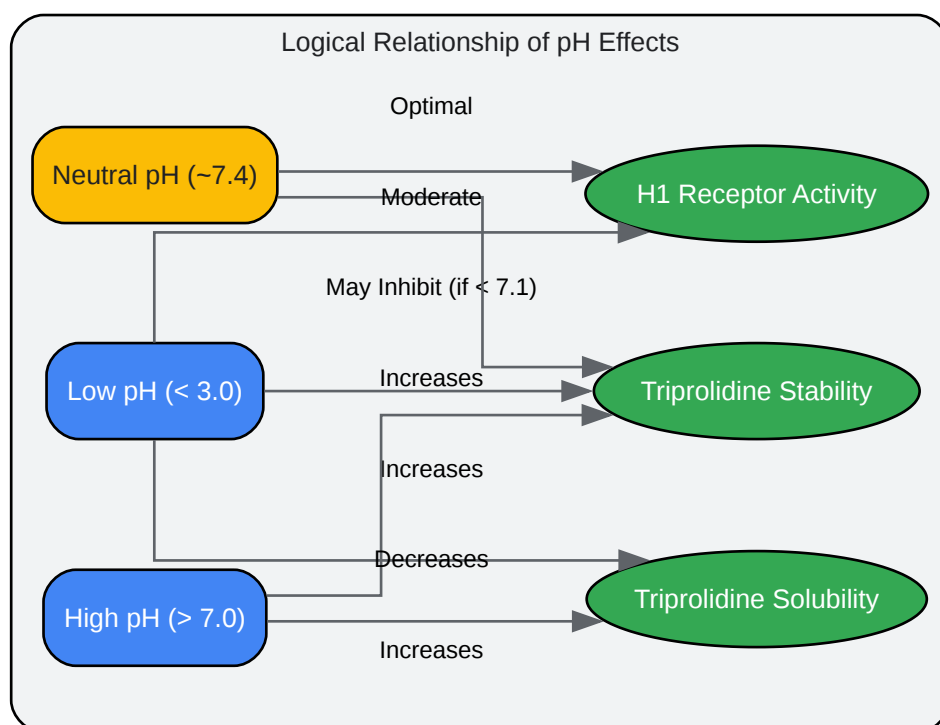 Logical Relationship of pH Effects
Optimal
Neutral pH (~7.4)
H1 Receptor Activity
Moderate
May Inhibit (if < 7.1)
Low pH (< 3.0)
Increases
Triprolidine Stability
Increases
Decreases
High pH (> 7.0)
Triprolidine Solubility
Increases